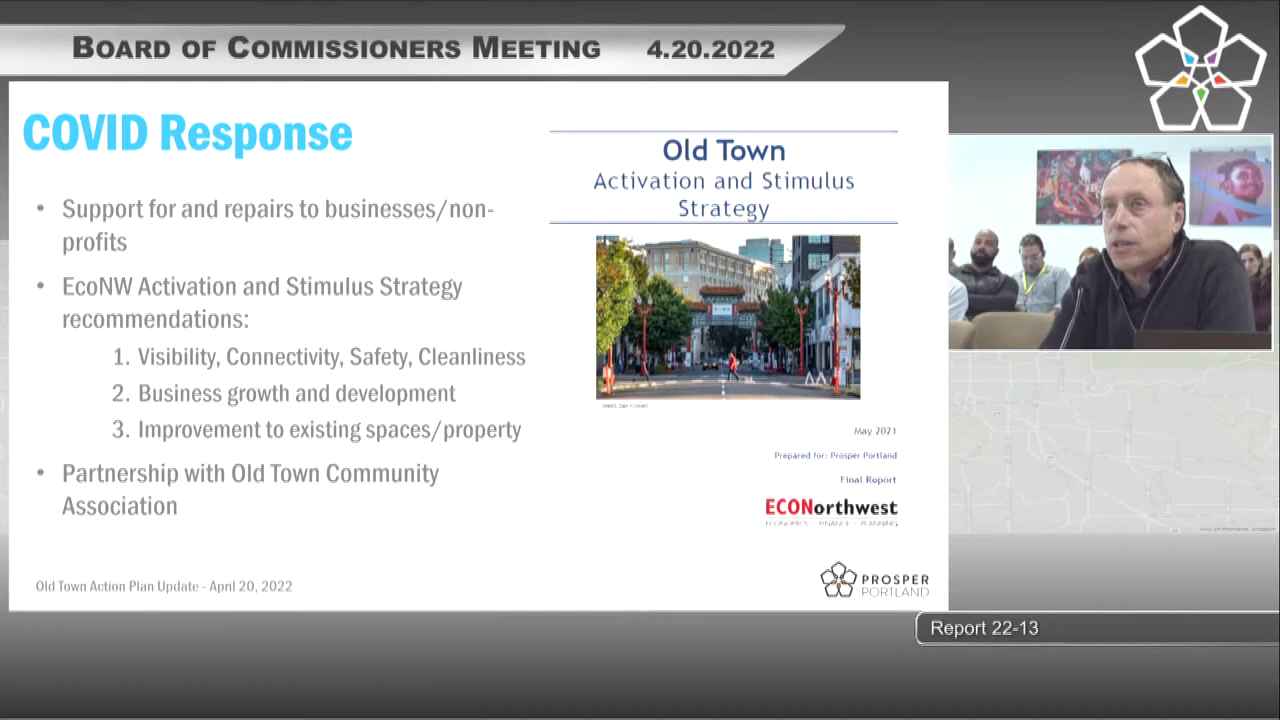 BOARD OF COMMISSIONERS MEETING 4.20.2022
COVID Response
• Support for and repairs to businesses/non-
profits
• EcoNW Activation and Stimulus Strategy
recommendations:
1. Visibility, Connectivity, Safety, Cleanliness
2. Business growth and development
3. Improvement to existing spaces/property
• Partnership with Old Town Community
Association
Old Town Action Plan Update - April 20, 2022
Old Town
Activation and Stimulus
Strategy
May 2021
Prepared for: Prosper Portland
Final Report
ECONorthwest
ECONOMICS • FINANCE • PLANNING
PROSPER
PORTLAND
Report 22-13